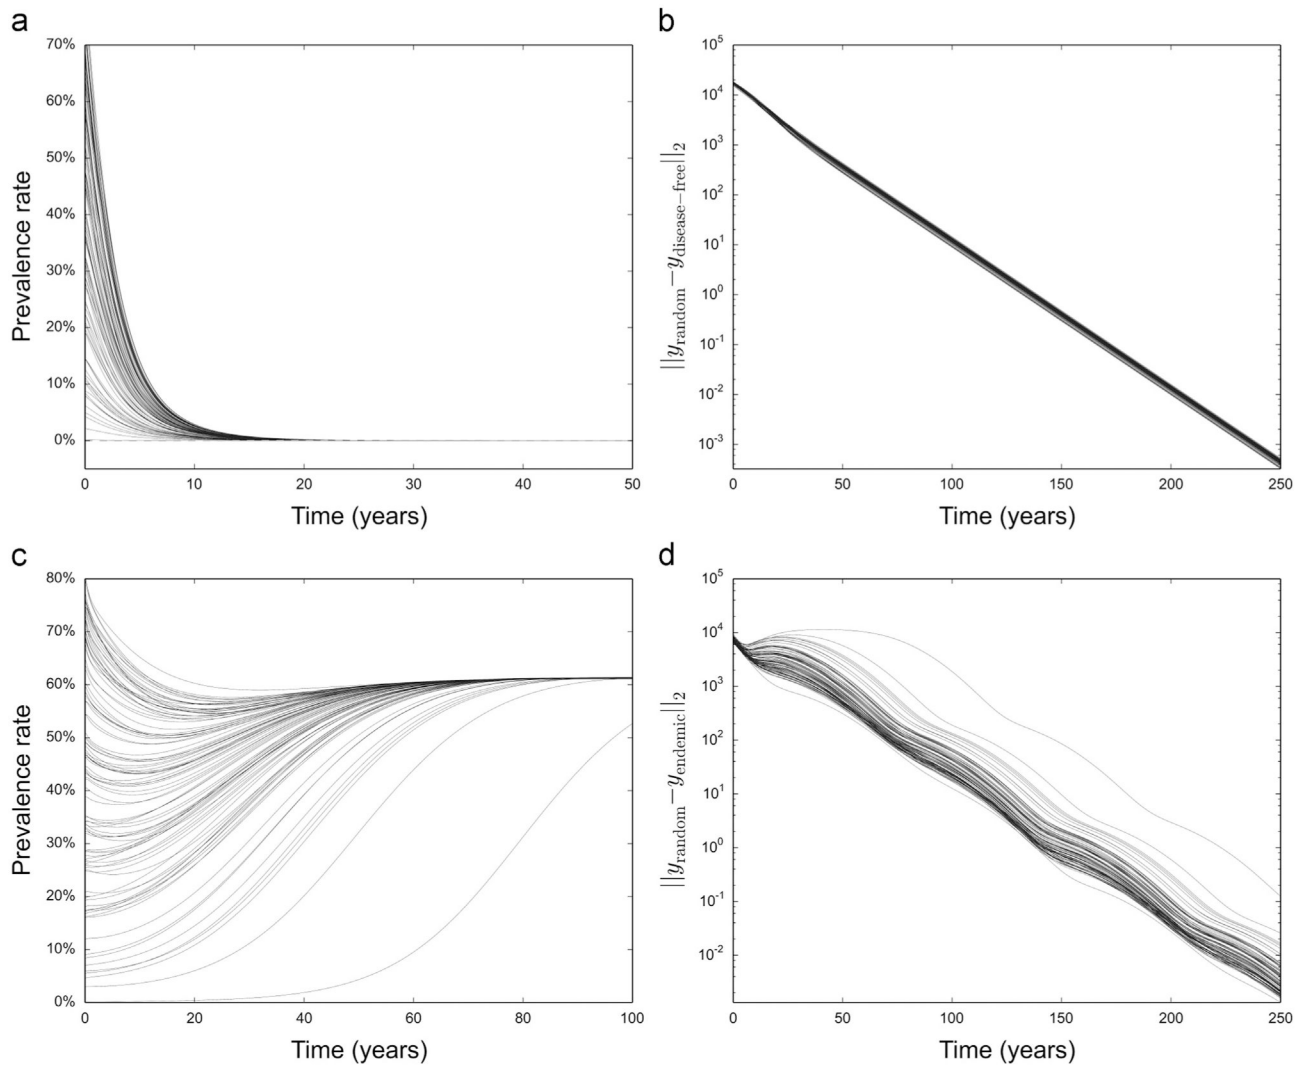 a
70%
60%
50%
40%
30%
20%
10%
0%
Prevalence rate
0 10 20 30 40 50
Time (years)
b
10^5
10^4
10^3
10^2
10^1
10^0
10^-1
10^-2
10^-3
||y_random−y_disease−free||_2
0 50 100 150 200 250
Time (years)
c
80%
70%
60%
50%
40%
30%
20%
10%
0%
Prevalence rate
0 20 40 60 80 100
Time (years)
d
10^5
10^4
10^3
10^2
10^1
10^0
10^-1
10^-2
||y_random−y_endemic||_2
0 50 100 150 200 250
Time (years)